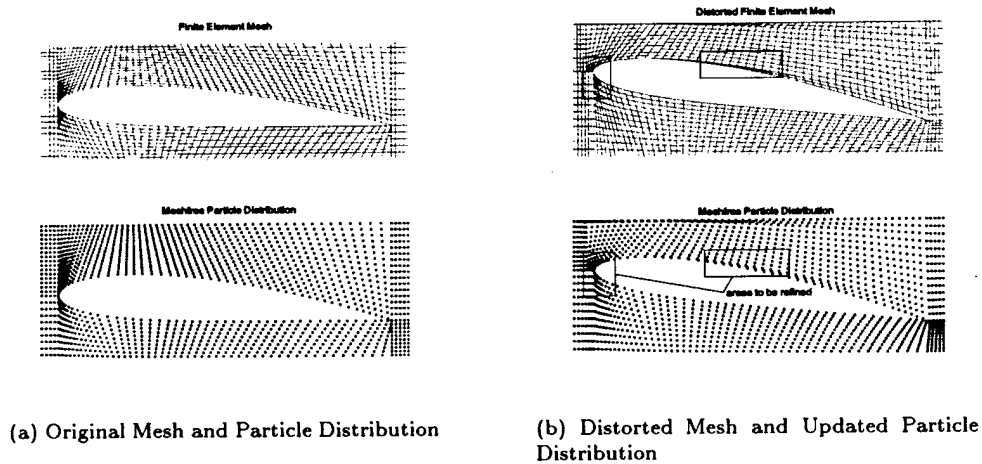 Finite Element Mesh
Distorted Finite Element Mesh
Meshfree Particle Distribution
Meshfree Particle Distribution
areas to be refined
(a) Original Mesh and Particle Distribution
(b) Distorted Mesh and Updated Particle
Distribution